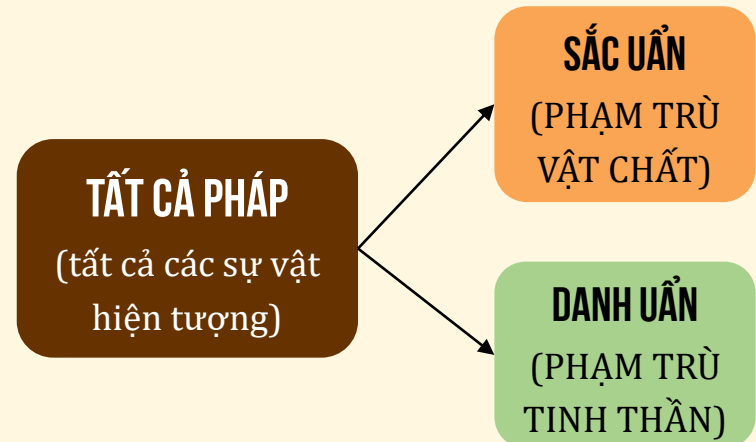 TẤT CẢ PHÁP
(tất cả các sự vật
hiện tượng)
SẮC UẨN
(PHẠM TRÙ
VẬT CHẤT)
DANH UẨN
(PHẠM TRÙ
TINH THẦN)